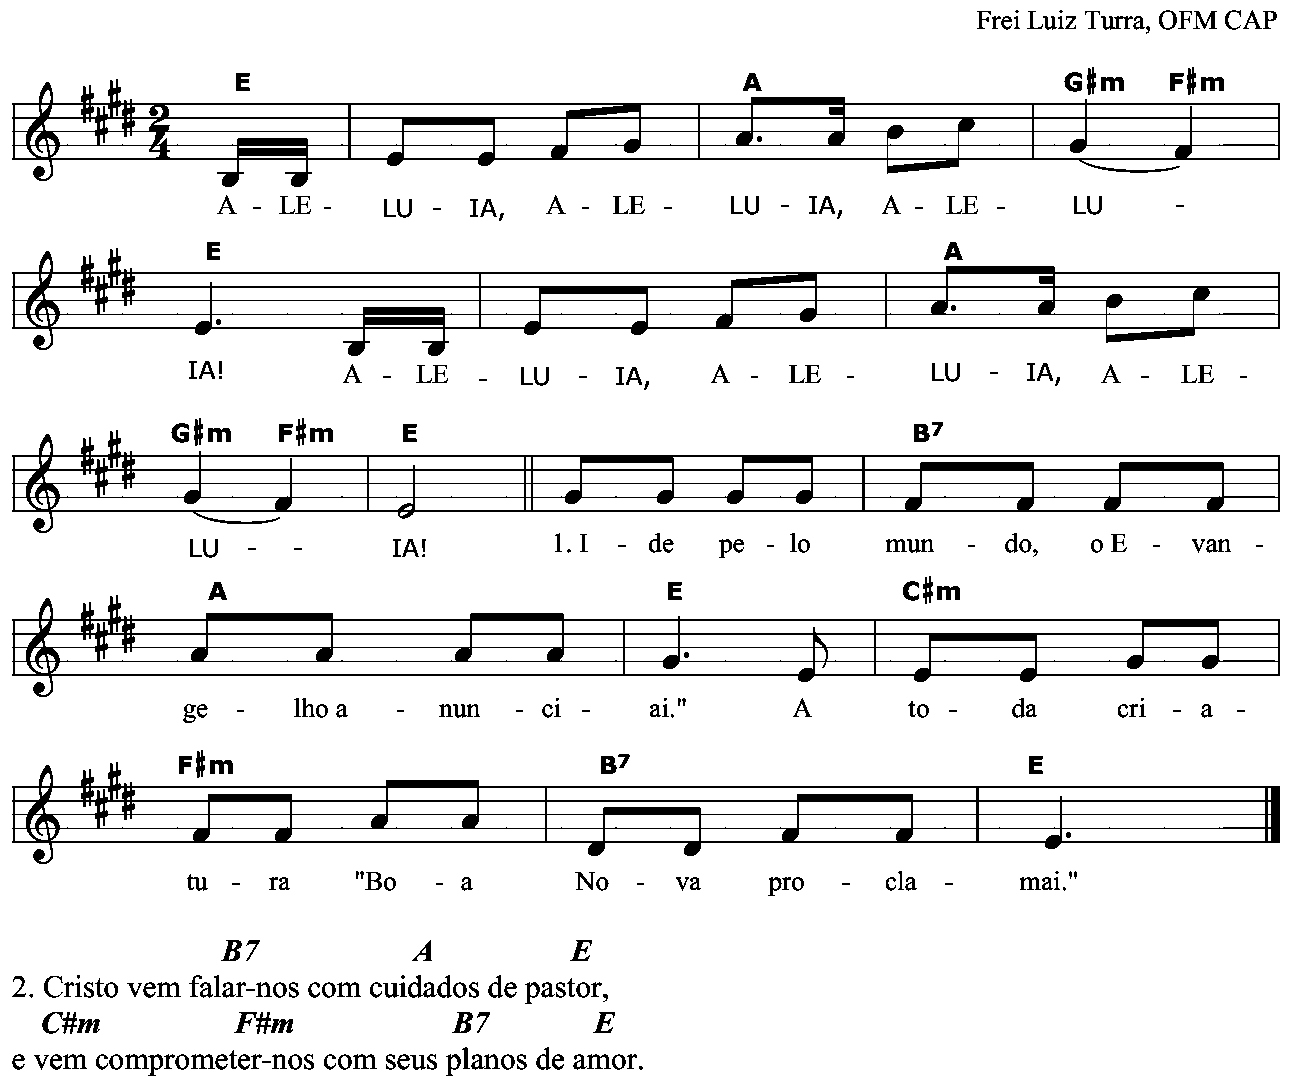 Frei Luiz Turra, OFM CAP
E A G#m F#m
2/4
A - LE - LU - IA, A - LE - LU - IA, A - LE - LU -
E A
IA! A - LE - LU - IA, A - LE - LU - IA, A - LE -
G#m F#m E B7
LU - - IA! 1. I - de pe - lo mun - do, o E - van -
A E C#m
ge - lho a - nun - ci - ai." A to - da cri - a -
F#m B7 E
tu - ra "Bo - a No - va pro - cla - mai."
B7 A E
2. Cristo vem falar-nos com cuidados de pastor,
C#m F#m B7 E
e vem comprometer-nos com seus planos de amor.